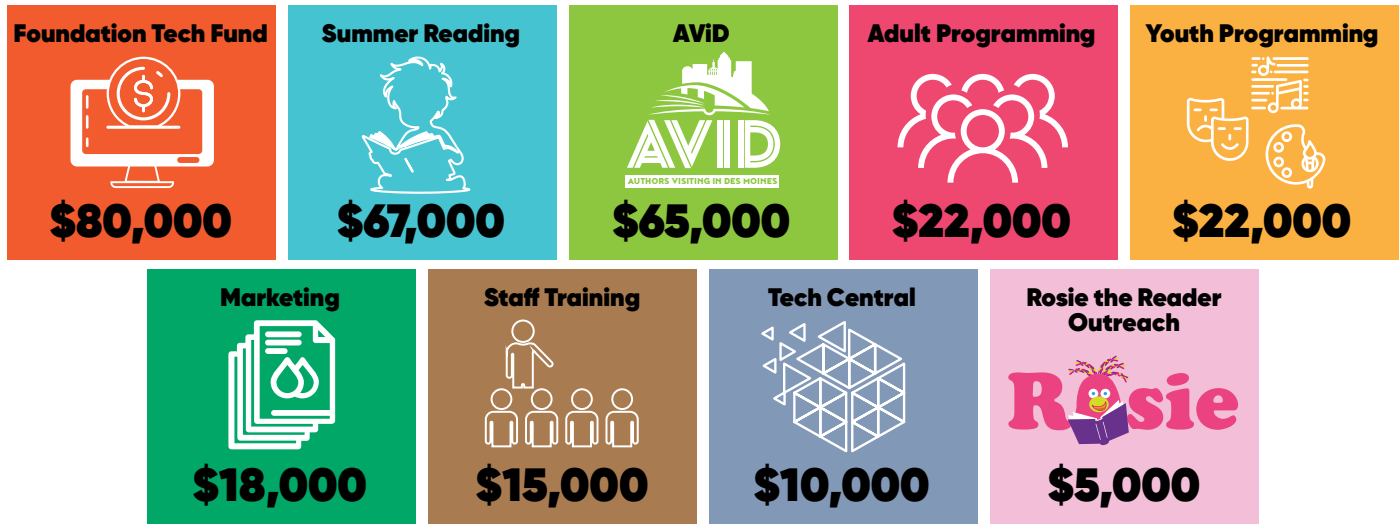 Foundation Tech Fund
$
$80,000
Summer Reading
$67,000
AViD
AVID
AUTHORS VISITING IN DES MOINES
$65,000
Adult Programming
$22,000
Youth Programming
$22,000
Marketing
$18,000
Staff Training
$15,000
Tech Central
$10,000
Rosie the Reader
Outreach
Rosie
$5,000